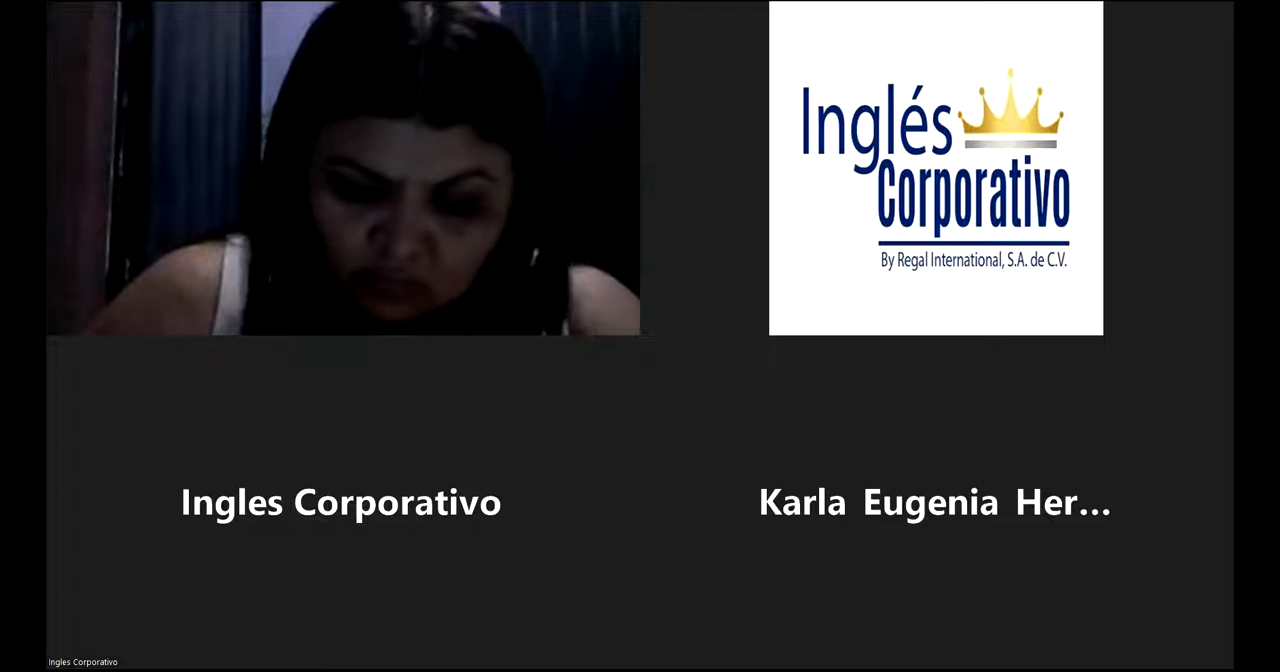 Inglés
Corporativo
By Regal International, S.A. de C.V.
Ingles Corporativo
Karla Eugenia Her...
Ingles Corporativo